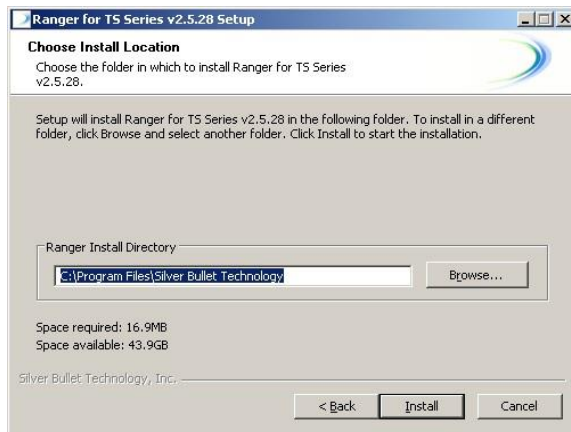 Ranger for TS Series v2.5.28 Setup
Choose Install Location
Choose the folder in which to install Ranger for TS Series
v2.5.28.
Setup will install Ranger for TS Series v2.5.28 in the following folder. To install in a different
folder, click Browse and select another folder. Click Install to start the installation.
Ranger Install Directory
C:\Program Files\Silver Bullet Technology
Browse...
Space required: 16.9MB
Space available: 43.9GB
Silver Bullet Technology, Inc.
< Back
Install
Cancel